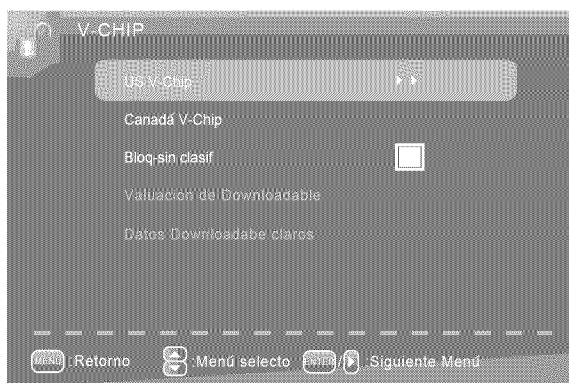 V-CHIP
US V-Chip
Canadá V-Chip
Bloq-sin clasif
Valuación de Downloadable
Datos Downloadabe claros
MENU :Retorno :Menú selecto ENTER/ :Siguiente Menú